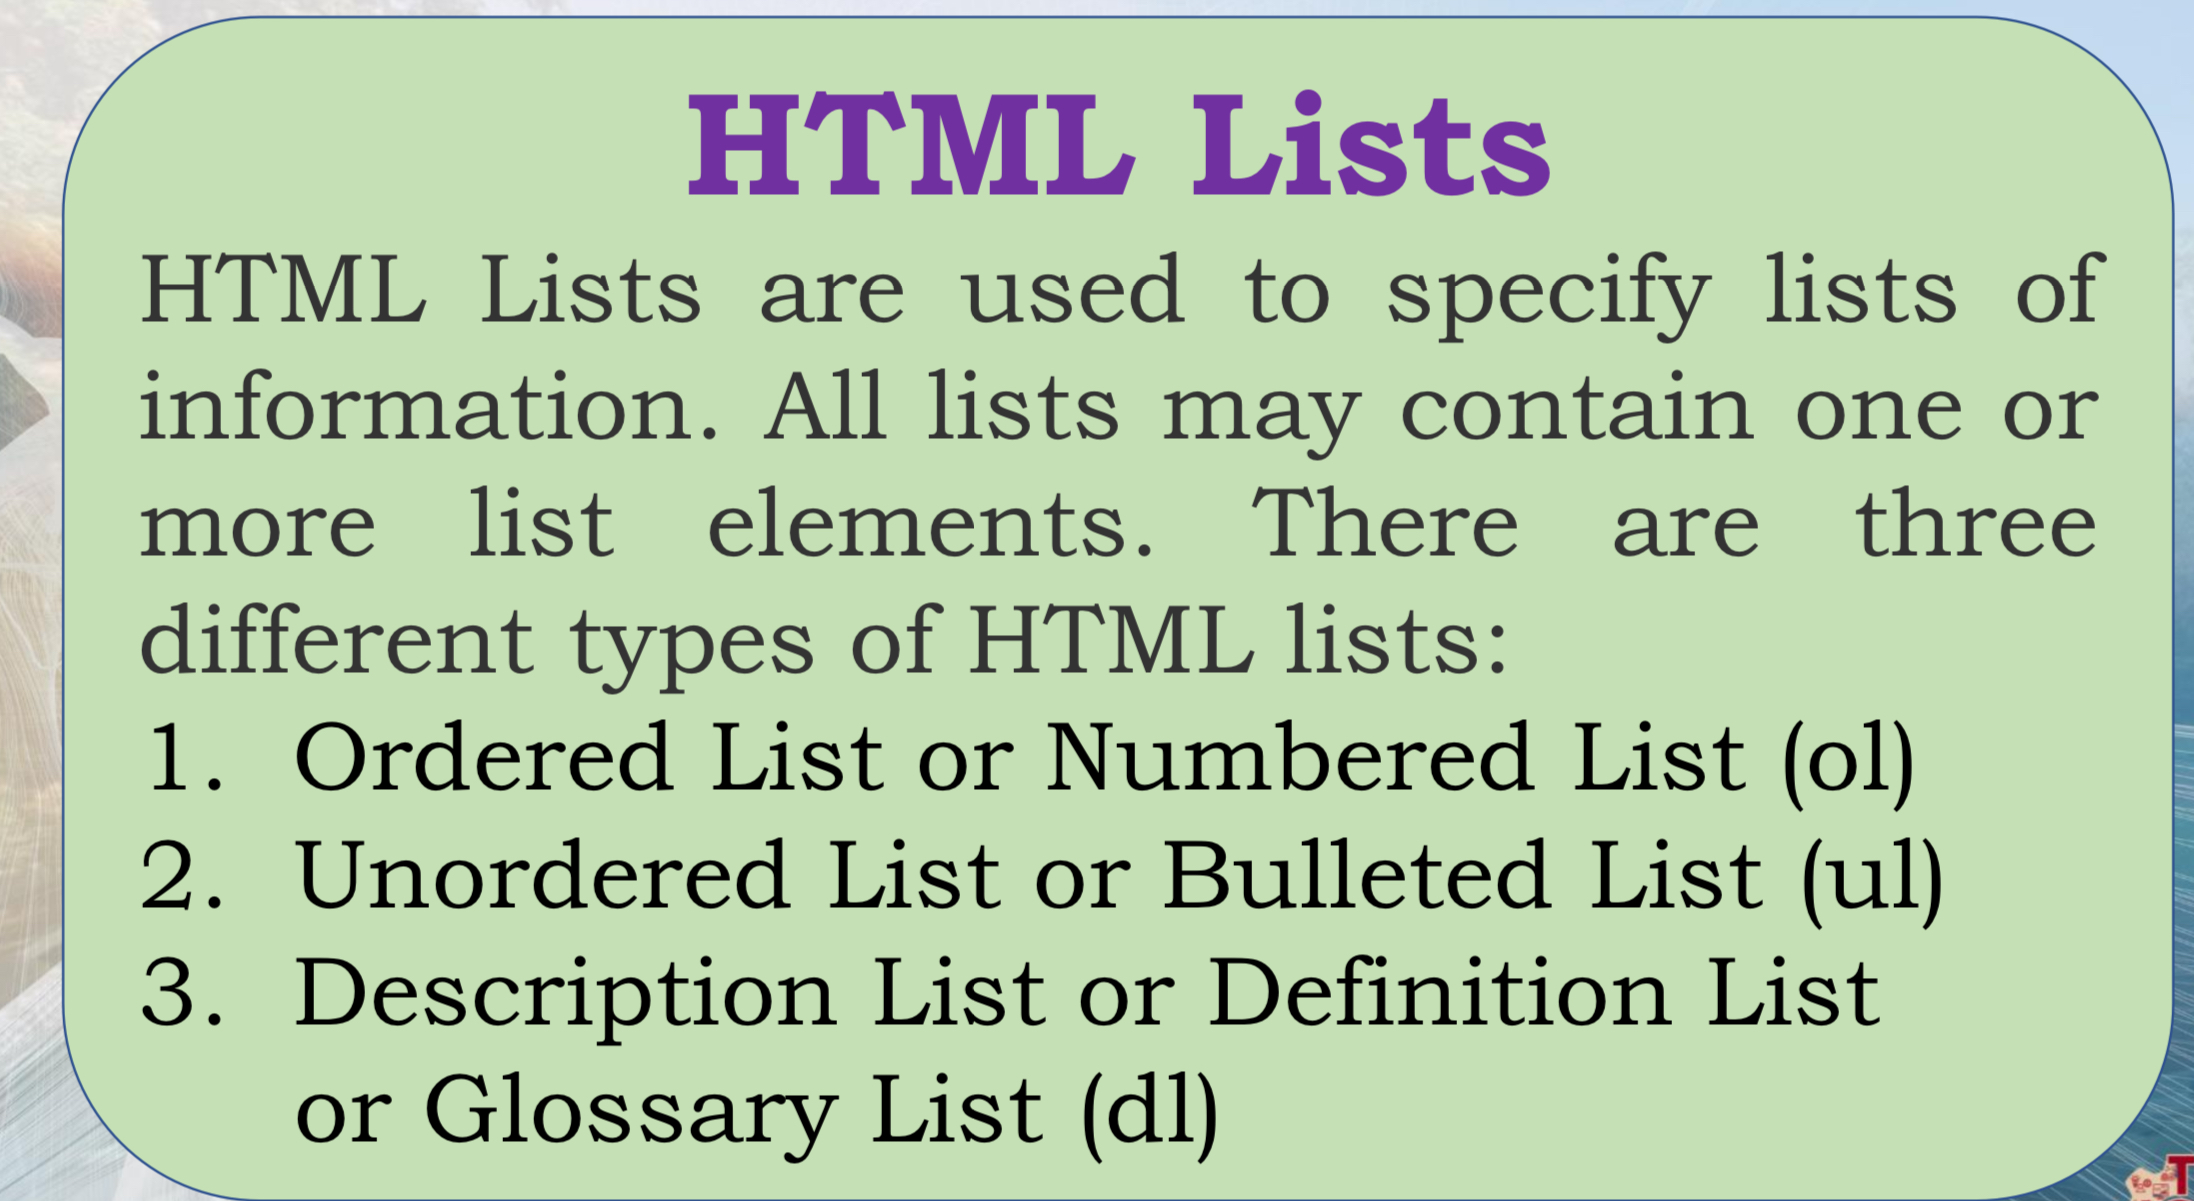 HTML Lists
HTML Lists are used to specify lists of
information. All lists may contain one or
more list elements. There are three
different types of HTML lists:
1. Ordered List or Numbered List (ol)
2. Unordered List or Bulleted List (ul)
3. Description List or Definition List
or Glossary List (dl)